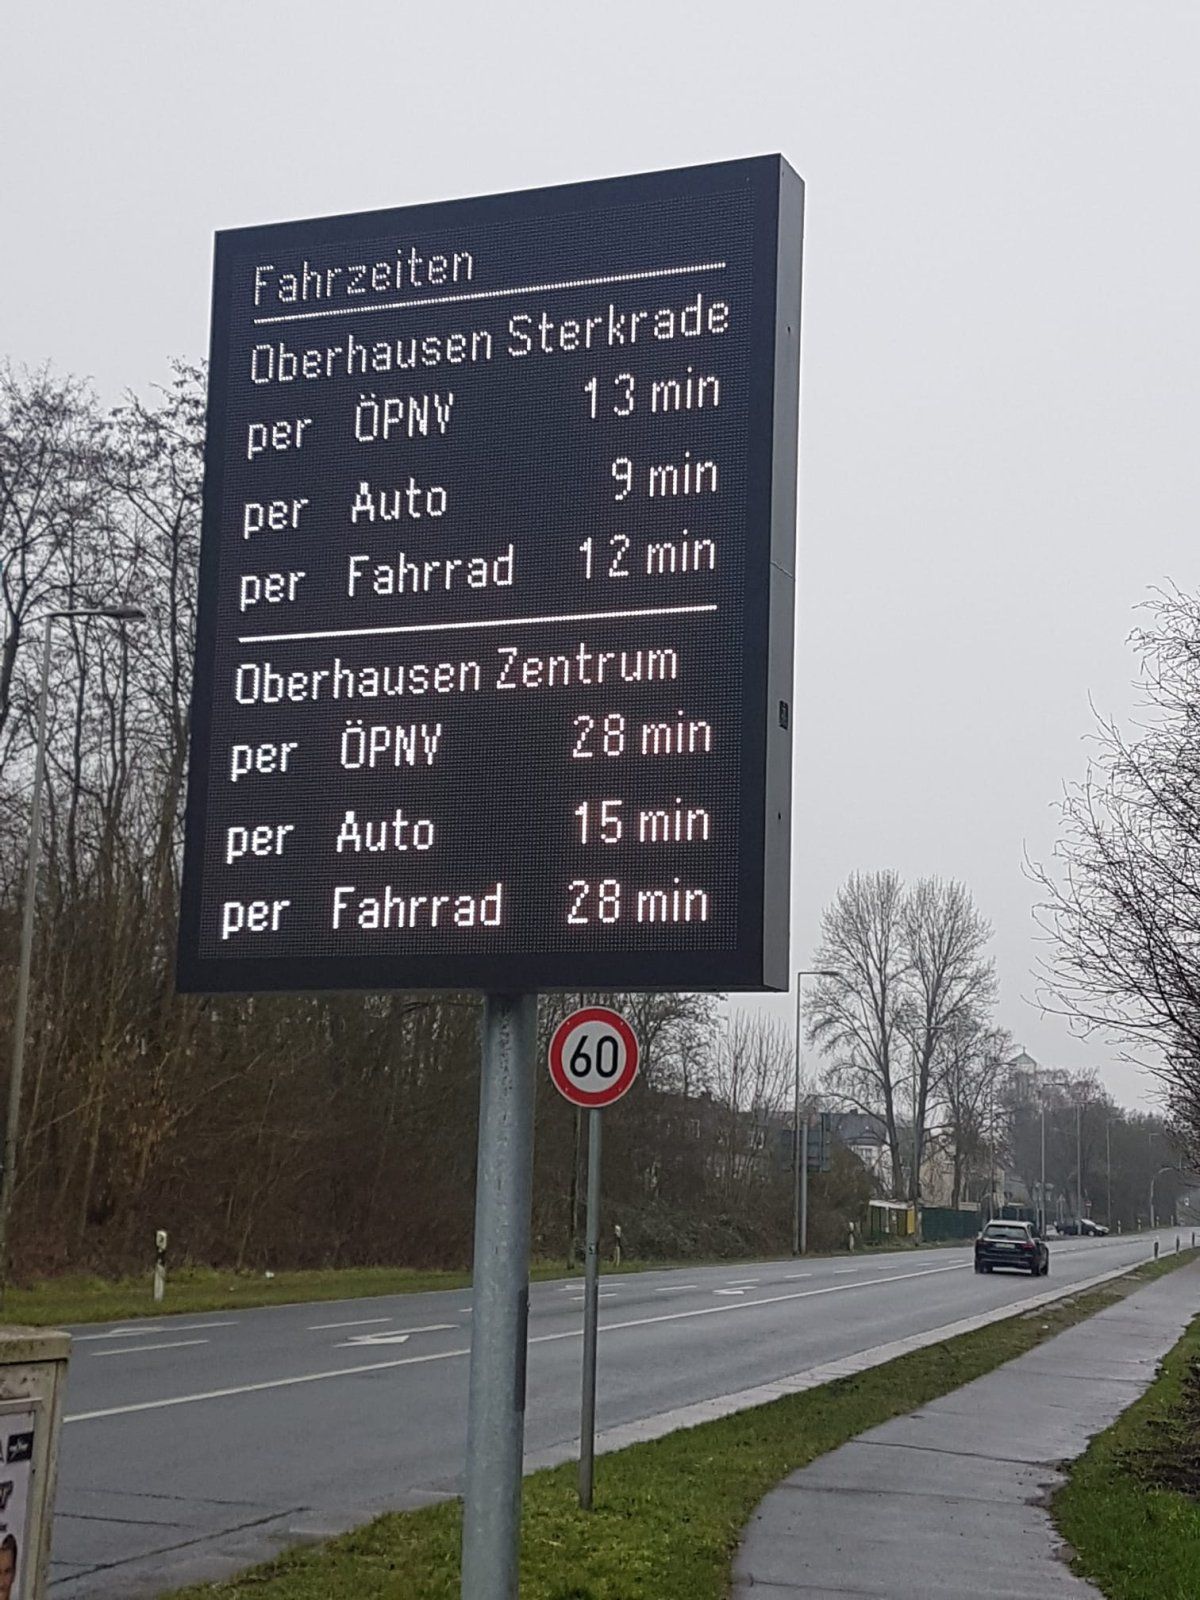 Fahrzeiten
Oberhausen Sterkrade
per ÖPNV 13 min
per Auto 9 min
per Fahrrad 12 min
Oberhausen Zentrum
per ÖPNV 28 min
per Auto 15 min
per Fahrrad 28 min
60